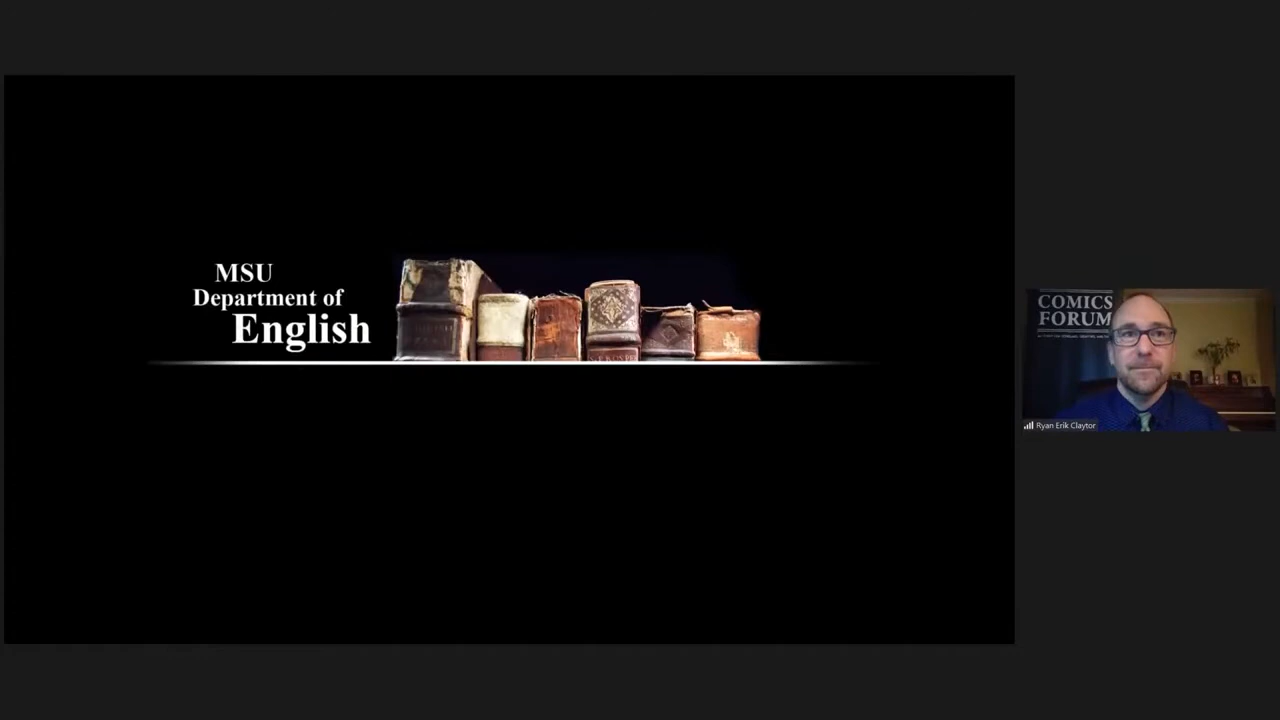 MSU
Department of
English
COMICS
FORUM
Ryan Erik Claytor